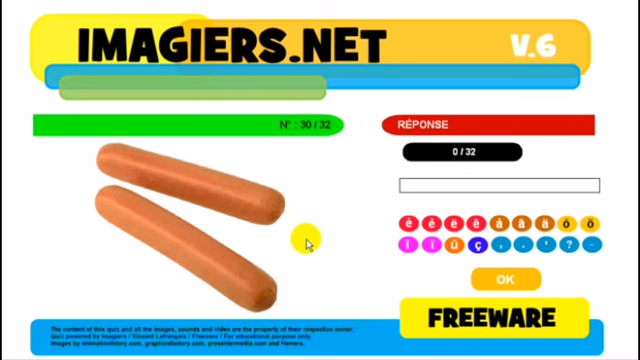 IMAGIERS.NET
V.6
N° : 30 / 32
RÉPONSE
0 / 32
é è ë ê à â ä ô ö
ç , . ' ? -
OK
FREEWARE
The content of this quiz and all the images, sounds and video are the property of their respective owner.
Quiz powered by Imagiers / Vincent Lefrançois / Freeware / For educational purpose only.
Images by Animationfctory.com, graphicsfactory.com, presentermedia.com and Hemera.